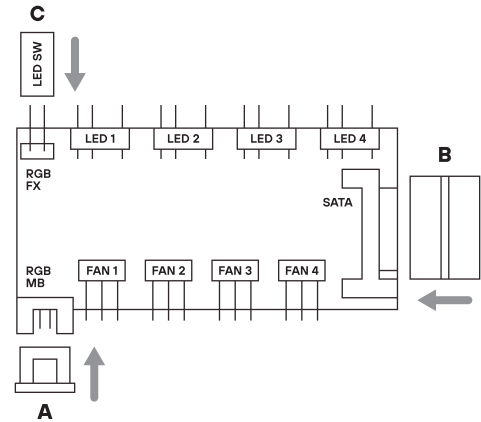 C
LED SW
LED 1
LED 2
LED 3
LED 4
RGB
FX
B
SATA
RGB
MB
FAN 1
FAN 2
FAN 3
FAN 4
A